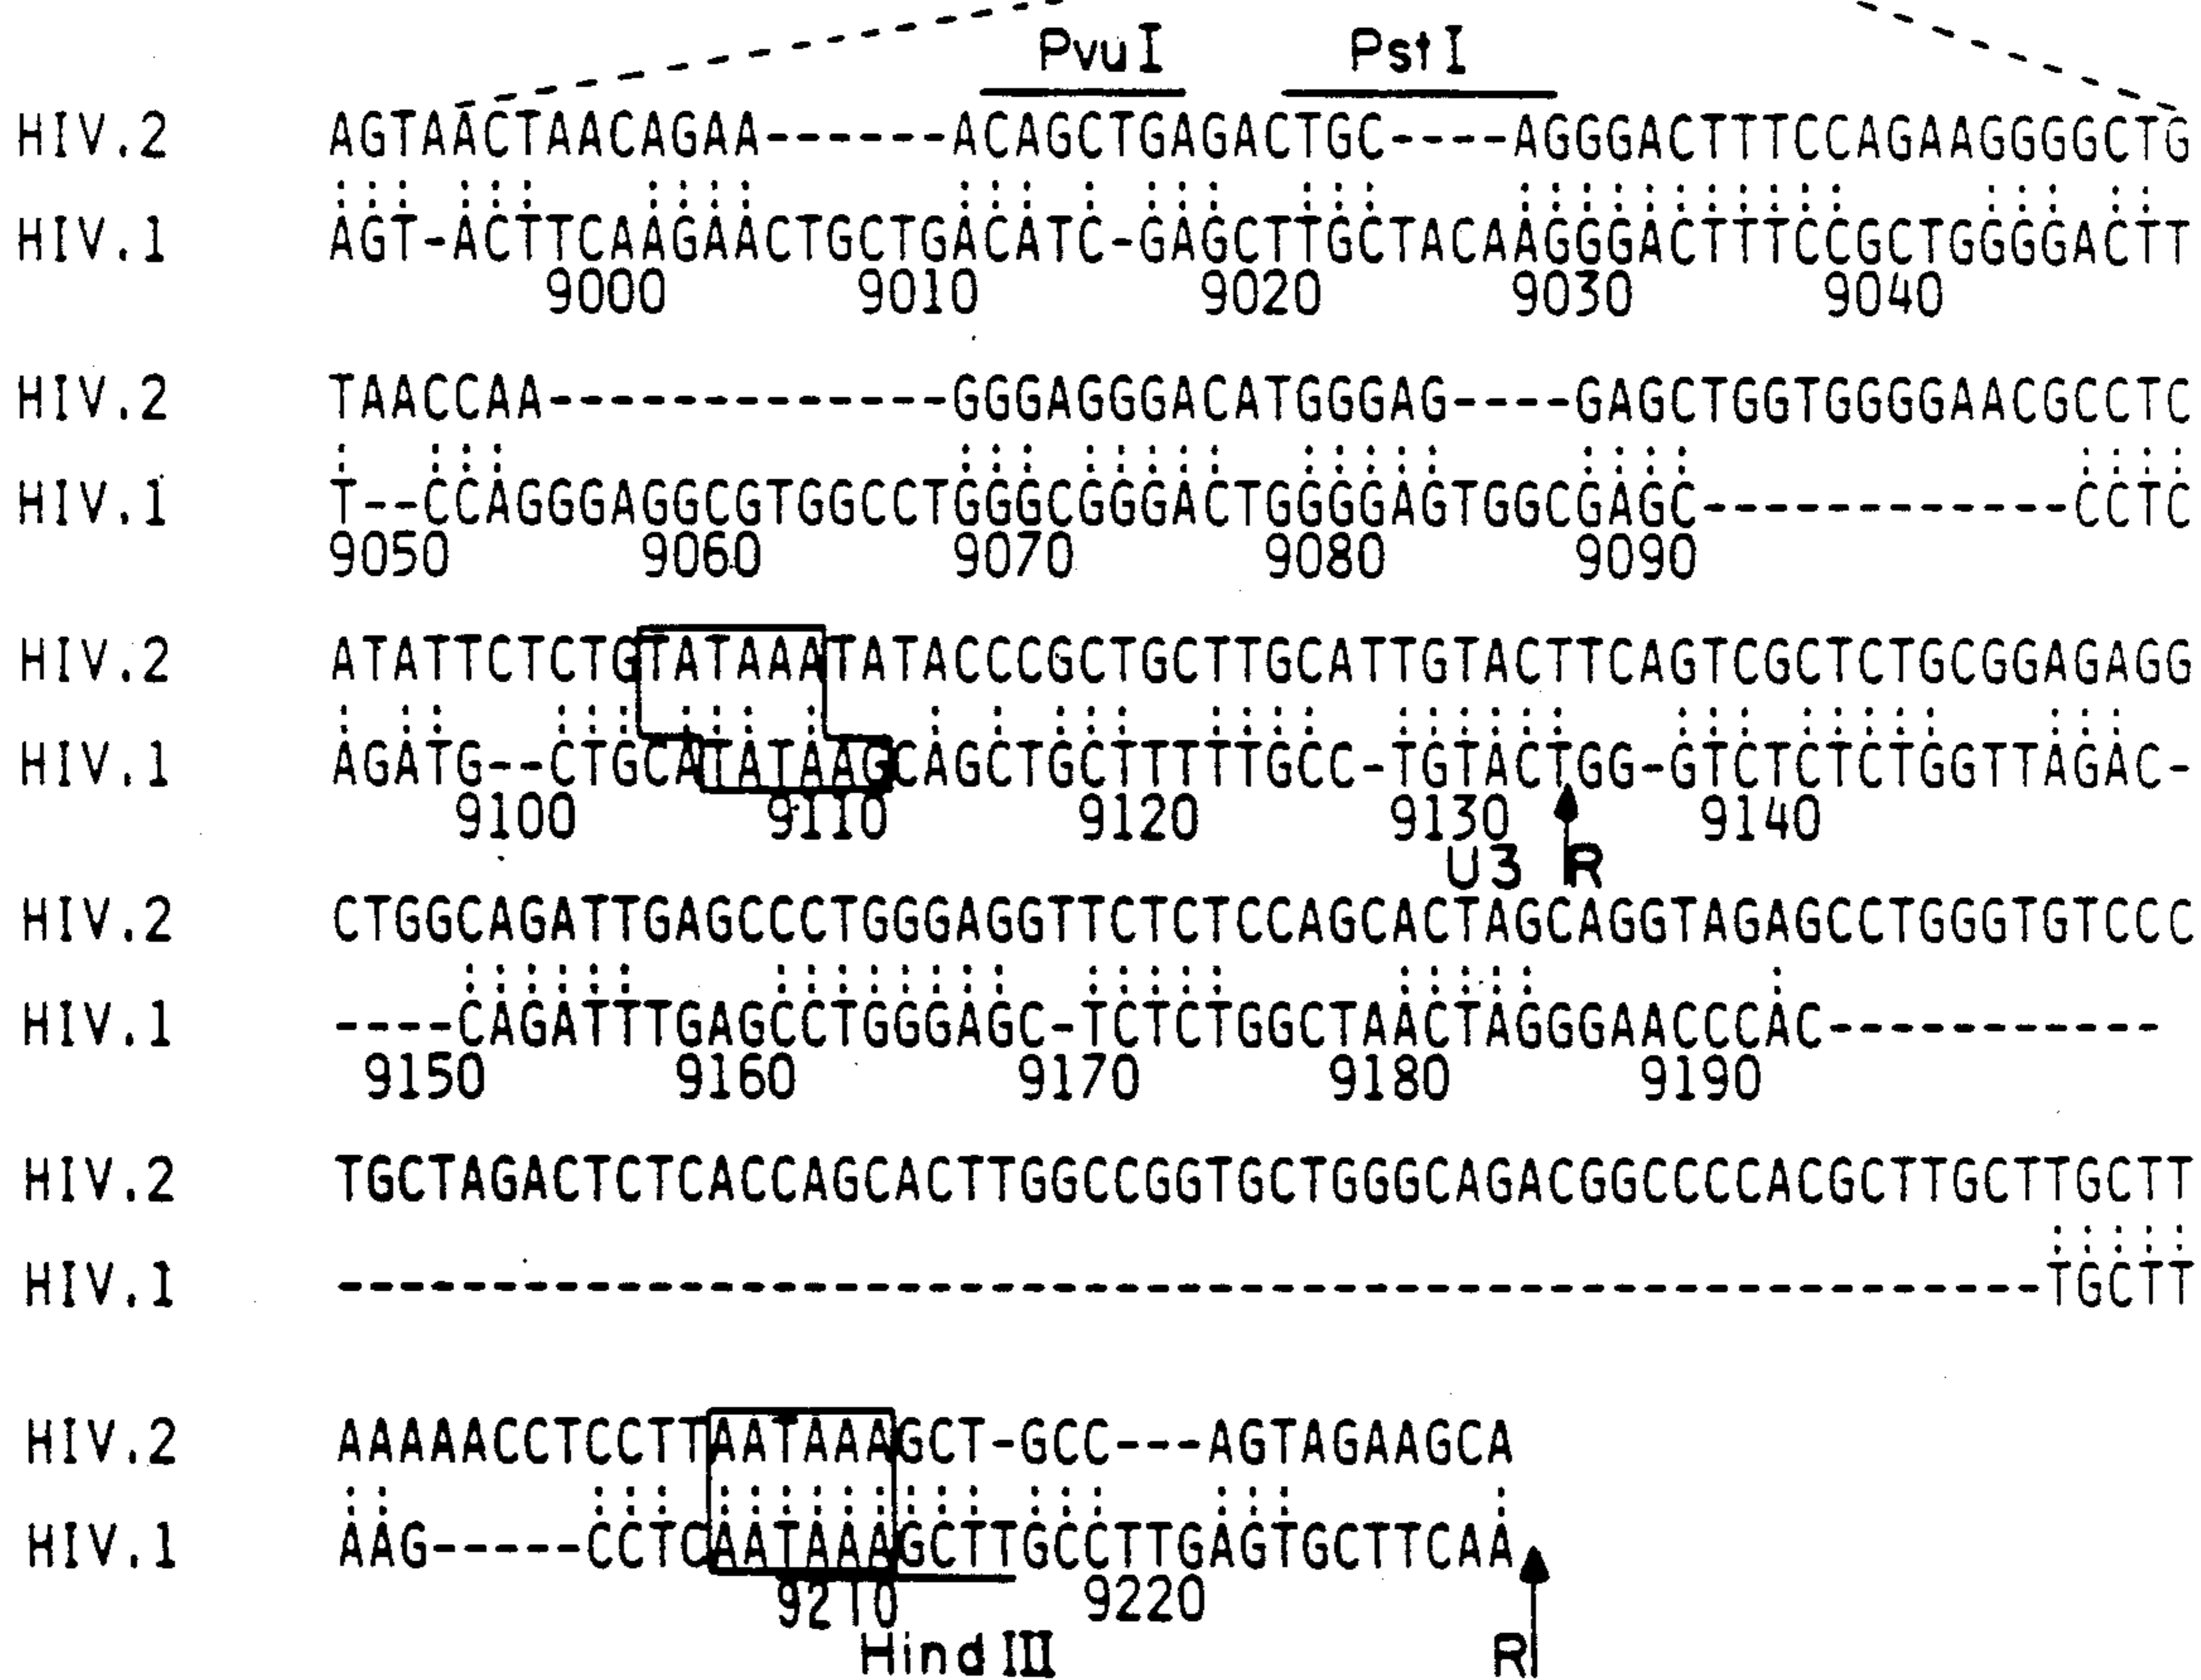 PvuI PstI
HIV.2 AGTAACTAACAGAA------ACAGCTGAGACTGC----AGGGACTTTCCAGAAGGGGCTG
HIV.1 AGT-ACTTCAAGAACTGCTGACATC-GAGCTTGCTACAAGGGACTTTCCGCTGGGGACTT
9000 9010 9020 9030 9040
HIV.2 TAACCAA-------------GGGAGGGACATGGGAG----GAGCTGGTGGGGAACGCCTC
HIV.1 T--CCAGGGAGGCGTGGCCTGGGCGGGACTGGGGAGTGGCGAGC------------CCTC
9050 9060 9070 9080 9090
HIV.2 ATATTCTCTGTATAAATATACCCGCTGCTTGCATTGTACTTCAGTCGCTCTGCGGAGAGG
HIV.1 AGATG--CTGCATATAAGCAGCTGCTTTTTGCC-TGTACTGG-GTCTCTCTGGTTAGAC-
9100 9110 9120 9130 9140
U3 R
HIV.2 CTGGCAGATTGAGCCCTGGGAGGTTCTCTCCAGCACTAGCAGGTAGAGCCTGGGTGTCCC
HIV.1 ----CAGATTTGAGCCTGGGAGC-TCTCTGGCTAACTAGGGAACCCAC-----------
9150 9160 9170 9180 9190
HIV.2 TGCTAGACTCTCACCAGCACTTGGCCGGTGCTGGGCAGACGGCCCCACGCTTGCTTGCTT
HIV.1 -------------------------------------------------------TGCTT
HIV.2 AAAAACCTCCTTAATAAAGCT-GCC---AGTAGAAGCA
HIV.1 AAG-----CCTCAATAAAGCTTGCCTTGAGTGCTTCAA
9210 9220
Hind III R